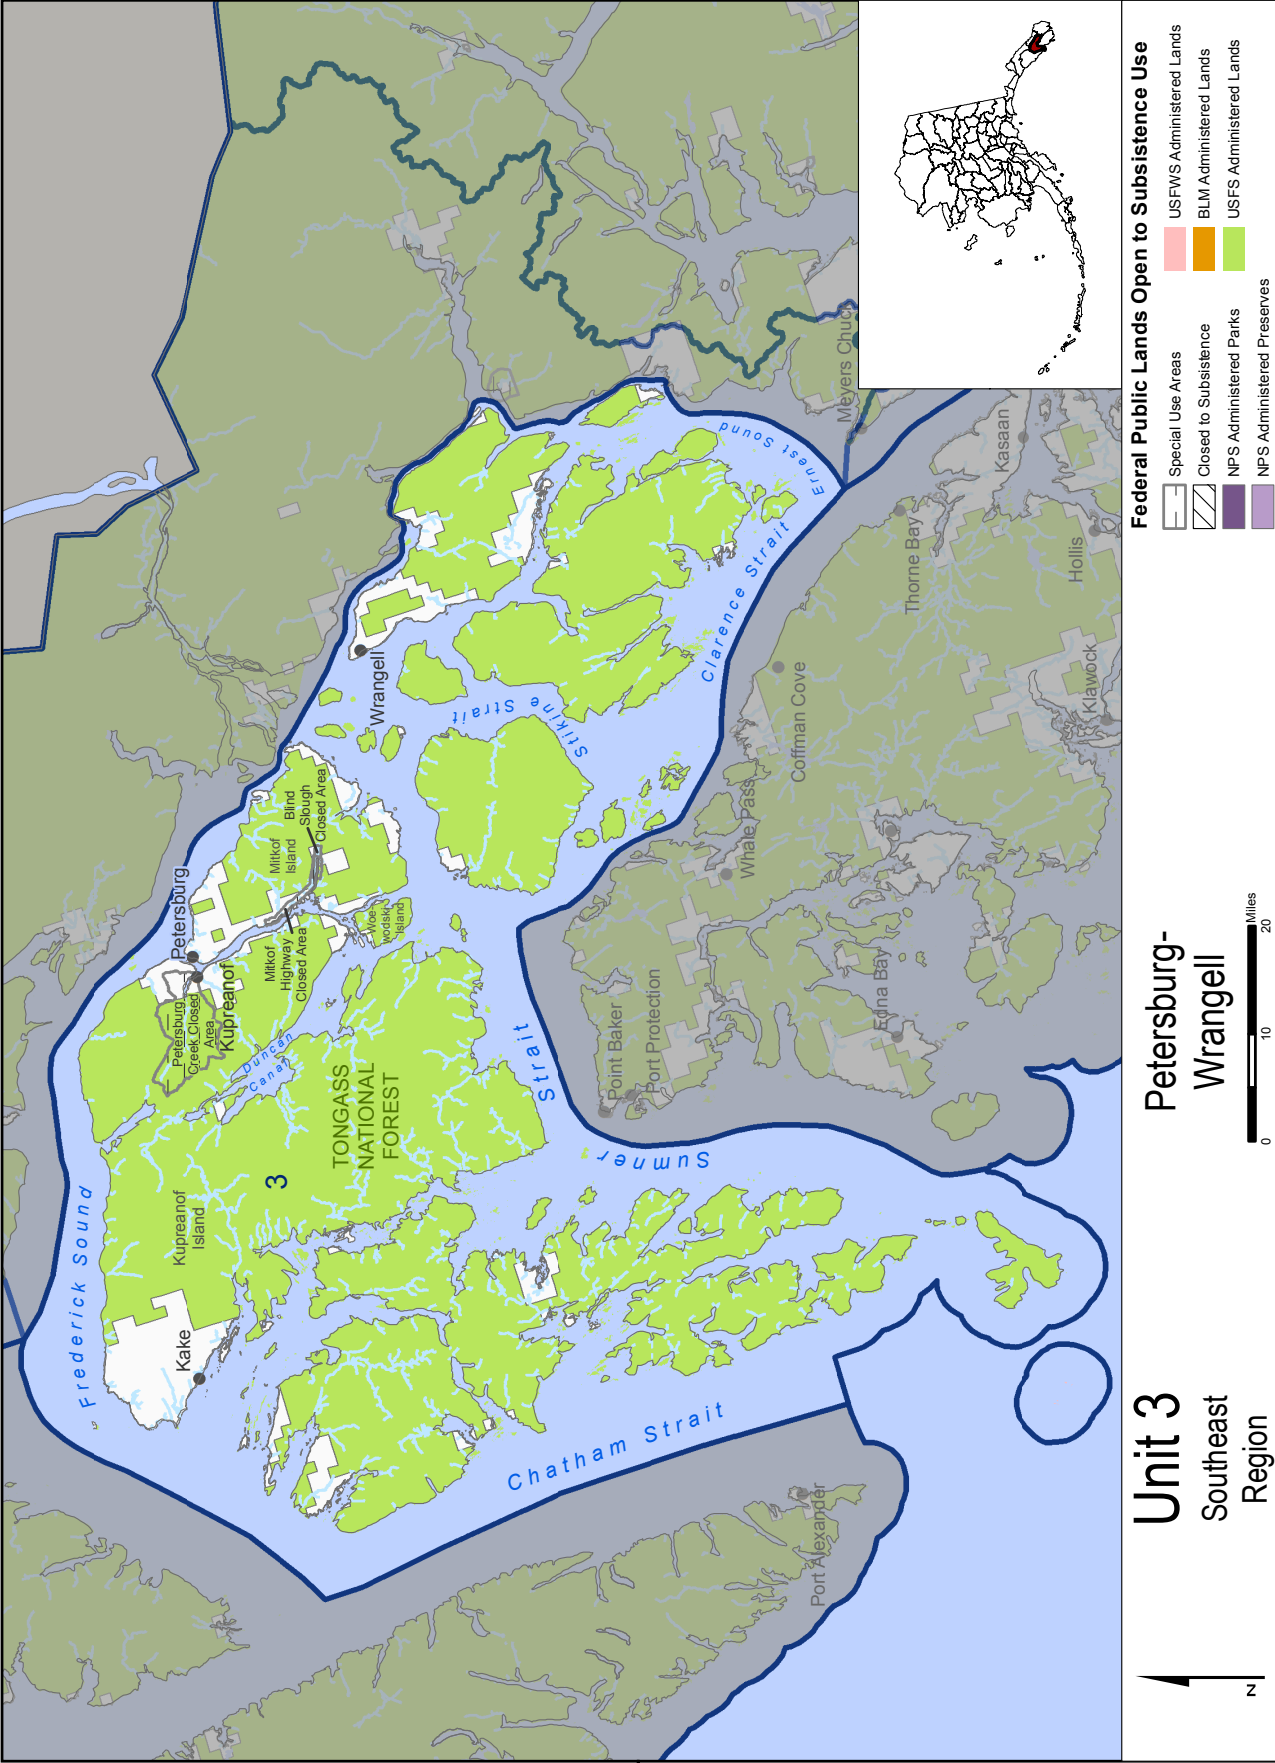 Frederick Sound
Kake
Kupreanof
Island
3
TONGASS
NATIONAL
FOREST
Petersburg
Creek Closed
Area
Kupreanof
Petersburg
Duncan
Canal
Mitkof
Highway
Closed Area
Mitkof
Island
Blind
Slough
Closed Area
Woe-
wodski
Island
Wrangell
Stikine Strait
Chatham Strait
Sumner
Strait
Clarence Strait
Ernest Sound
Meyers Chuck
Point Baker
Port Protection
Whale Pass
Coffman Cove
Thorne Bay
Kasaan
Edna Bay
Hollis
Klawock
Port Alexander
N
Unit 3
Southeast
Region
Petersburg-
Wrangell
0 10 20
Miles
Federal Public Lands Open to Subsistence Use
Special Use Areas
Closed to Subsistence
NPS Administered Parks
NPS Administered Preserves
USFWS Administered Lands
BLM Administered Lands
USFS Administered Lands